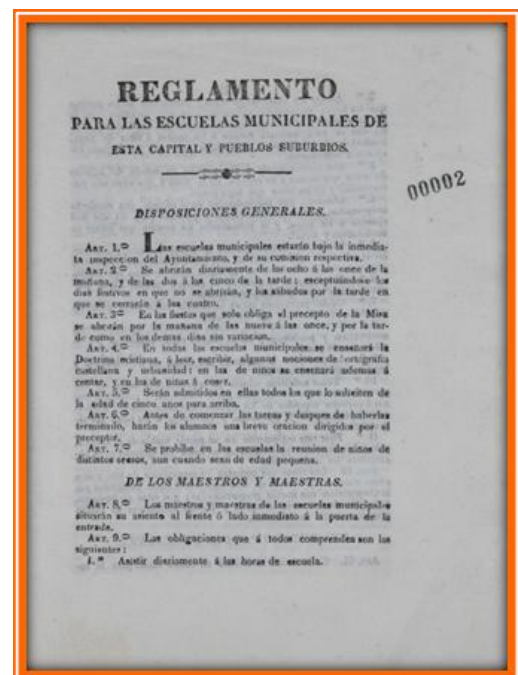 REGLAMENTO
PARA LAS ESCUELAS MUNICIPALES DE
ESTA CAPITAL Y PUEBLOS SUBURBIOS.
00002
DISPOSICIONES GENERALES.
ART. 1.º Las escuelas municipales estarán bajo la inmedia-
ta inspeccion del Ayuntamiento, y de su comision respectiva.
ART. 2º Se abrirán diariamente de las ocho á las once de la
mañana, y de las dos á las cinco de la tarde; esceptuándose los
dias festivos en que no se abrirán, y los sábados por la tarde en
que se cerrarán á las cuatro.
ART. 3º En las fiestas que solo obliga el precepto de la Misa
se abrirán por la mañana de las nueve á las once, y por la tar-
de como en los demas dias sin variacion.
ART. 4.º En todas las escuelas municipales se enseñará la
Doctrina cristiana, á leer, escribir, algunas nociones de ortografía
castellana y urbanidad: en las de niños se enseñará ademas á
contar, y en las de niñas á coser.
ART. 5.º Serán admitidos en ellas todos los que lo soliciten de
la edad de cinco años para arriba.
ART. 6.º Antes de comenzar las tareas y despues de haberlas
terminado, harán los alumnos una breve oracion dirigidos por el
preceptor.
ART. 7.º Se prohibe en las escuelas la reunion de niños de
distintos secsos, aun cuando sean de edad pequeña.
DE LOS MAESTROS Y MAESTRAS.
ART. 8.º Los maestros y maestras de las escuelas municipales
situarán su asiento al frente ó lado inmediato á la puerta de la
entrada.
ART. 9.º Las obligaciones que á todos comprenden son las
siguientes:
1.ª Asistir diariamente á las horas de escuela.